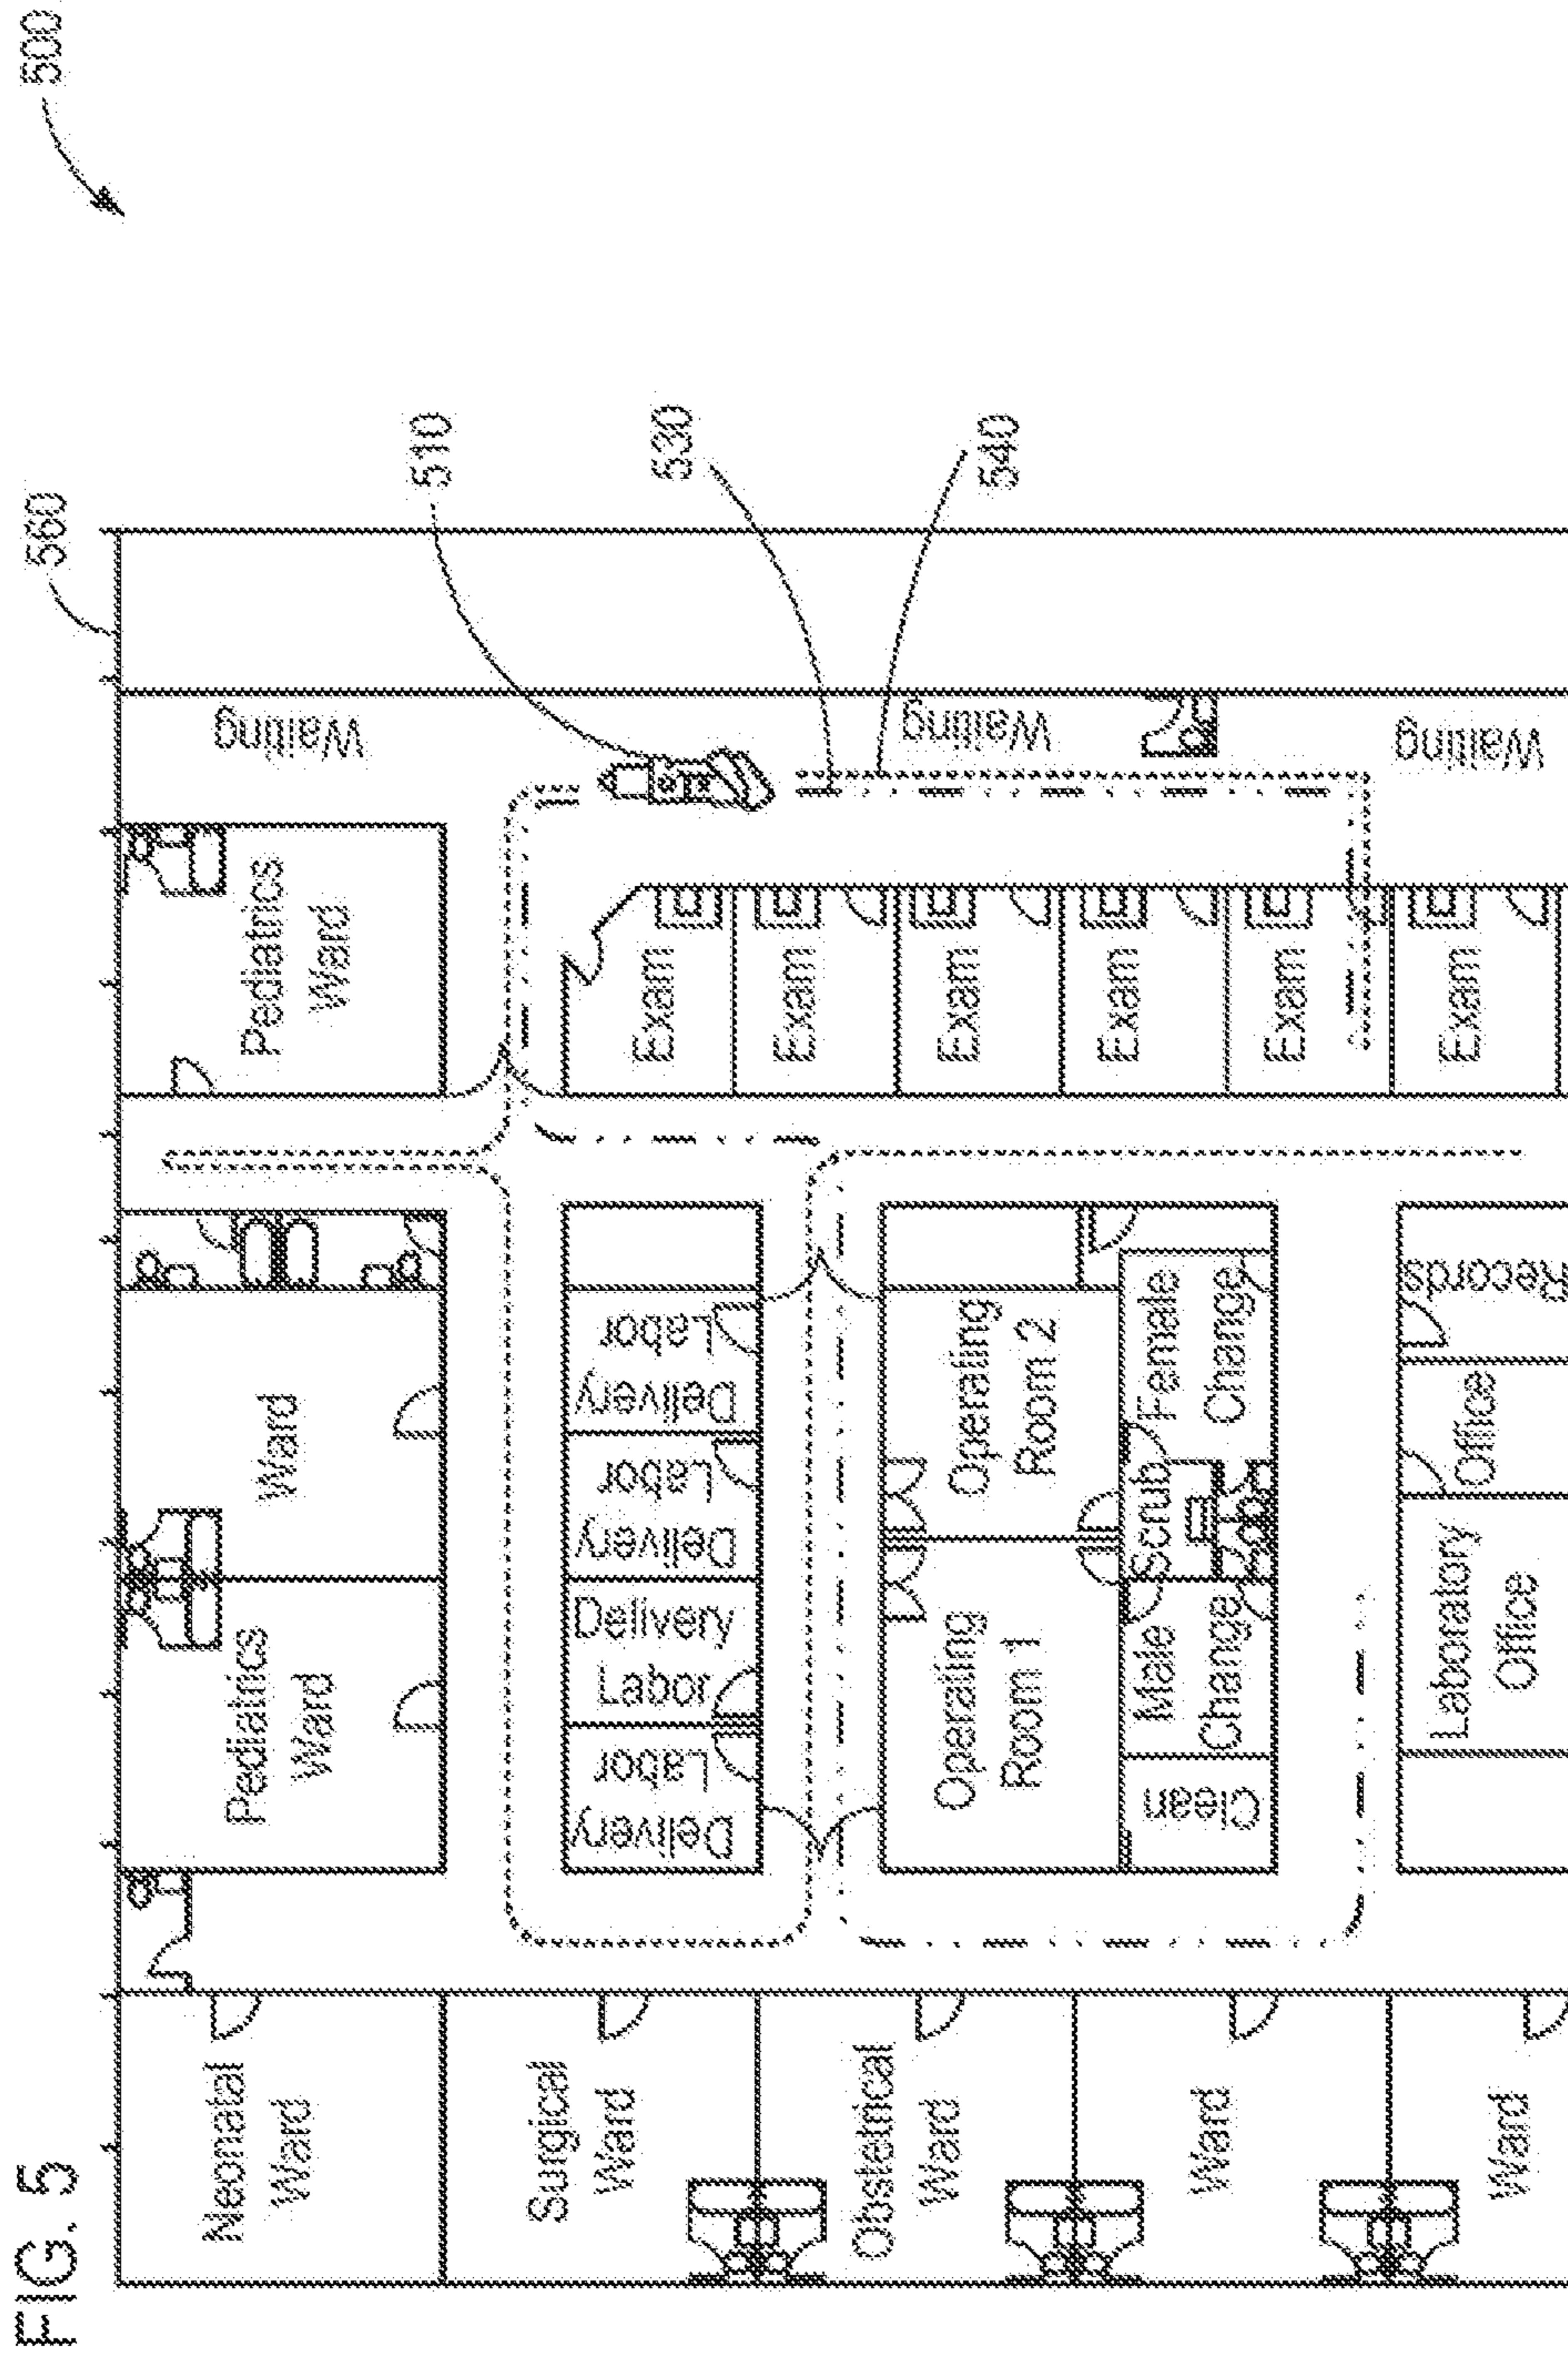 FIG. 5
500
560
510
530
540
Neonatal
Ward
Pediatrics
Ward
Ward
Pediatrics
Ward
Waiting
Surgical
Ward
Delivery
Labor
Delivery
Labor
Delivery
Labor
Delivery
Labor
Exam
Exam
Exam
Exam
Exam
Exam
Waiting
Obstetrical
Ward
Operating
Room 1
Operating
Room 2
Ward
Clean
Male
Change
Scrub
Female
Change
Waiting
Ward
Laboratory
Office
Office
Records